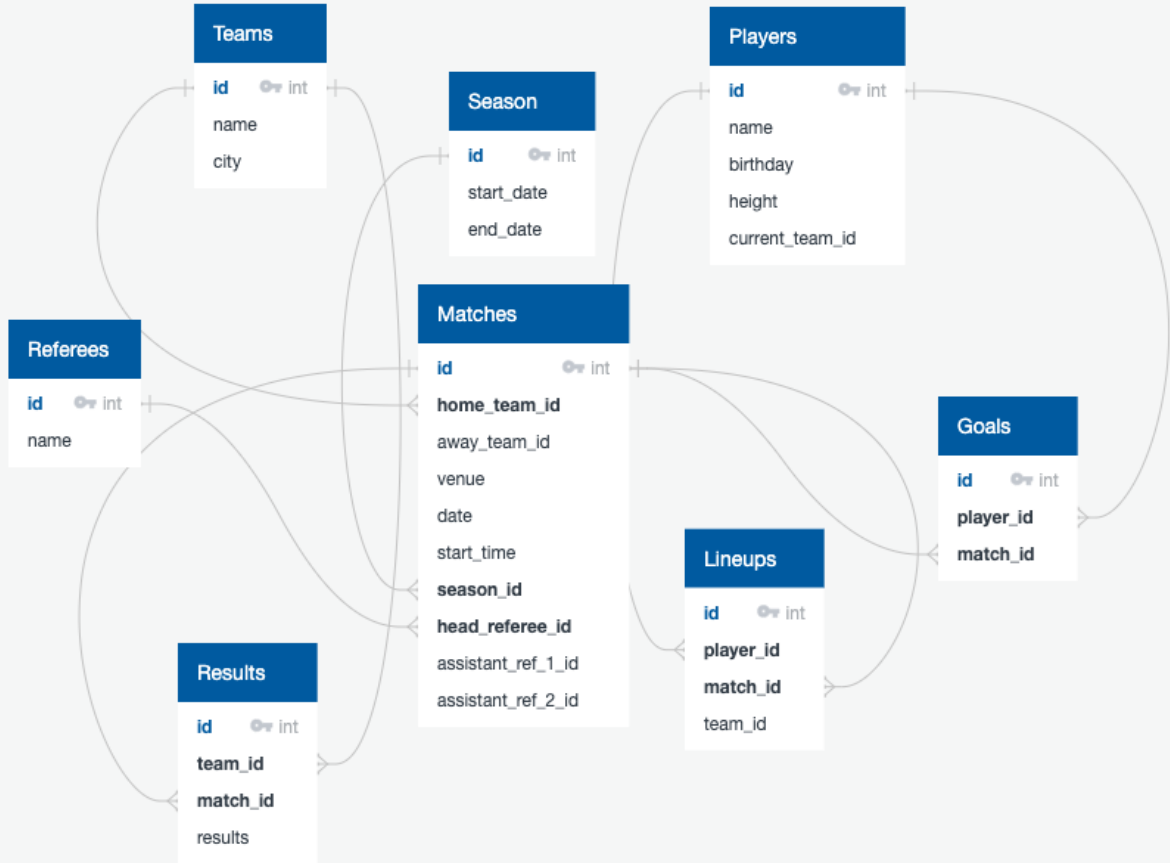 Teams
id int
name
city
Season
id int
start_date
end_date
Players
id int
name
birthday
height
current_team_id
Referees
id int
name
Matches
id int
home_team_id
away_team_id
venue
date
start_time
season_id
head_referee_id
assistant_ref_1_id
assistant_ref_2_id
Goals
id int
player_id
match_id
Lineups
id int
player_id
match_id
team_id
Results
id int
team_id
match_id
results